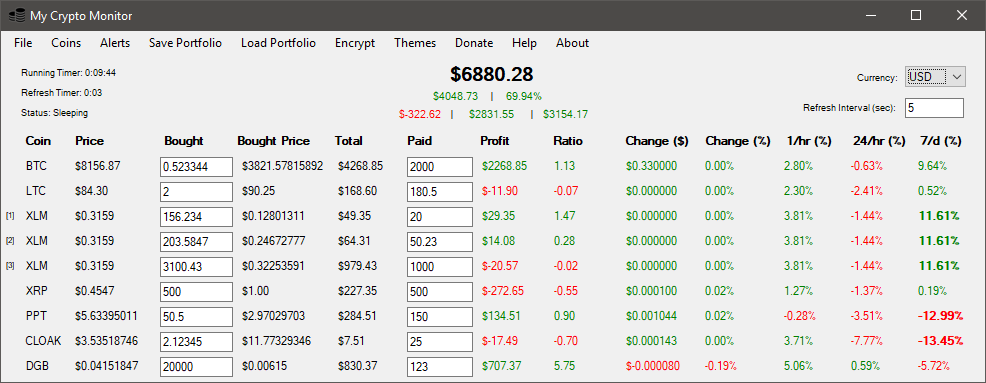 My Crypto Monitor
File Coins Alerts Save Portfolio Load Portfolio Encrypt Themes Donate Help About
Running Timer: 0:09:44
$6880.28
Currency: USD
Refresh Timer: 0:03
$4048.73 | 69.94%
Refresh Interval (sec): 5
Status: Sleeping
$-322.62 | $2831.55 | $3154.17
Coin Price Bought Bought Price Total Paid Profit Ratio Change ($) Change (%) 1/hr (%) 24/hr (%) 7/d (%)
BTC $8156.87 0.523344 $3821.57815892 $4268.85 2000 $2268.85 1.13 $0.330000 0.00% 2.80% -0.63% 9.64%
LTC $84.30 2 $90.25 $168.60 180.5 $-11.90 -0.07 $0.000000 0.00% 2.30% -2.41% 0.52%
[1] XLM $0.3159 156.234 $0.12801311 $49.35 20 $29.35 1.47 $0.000000 0.00% 3.81% -1.44% 11.61%
[2] XLM $0.3159 203.5847 $0.24672777 $64.31 50.23 $14.08 0.28 $0.000000 0.00% 3.81% -1.44% 11.61%
[3] XLM $0.3159 3100.43 $0.32253591 $979.43 1000 $-20.57 -0.02 $0.000000 0.00% 3.81% -1.44% 11.61%
XRP $0.4547 500 $1.00 $227.35 500 $-272.65 -0.55 $0.000100 0.02% 1.27% -1.37% 0.19%
PPT $5.63395011 50.5 $2.97029703 $284.51 150 $134.51 0.90 $0.001044 0.02% -0.28% -3.51% -12.99%
CLOAK $3.53518746 2.12345 $11.77329346 $7.51 25 $-17.49 -0.70 $0.000143 0.00% 3.71% -7.77% -13.45%
DGB $0.04151847 20000 $0.00615 $830.37 123 $707.37 5.75 $-0.000080 -0.19% 5.06% 0.59% -5.72%